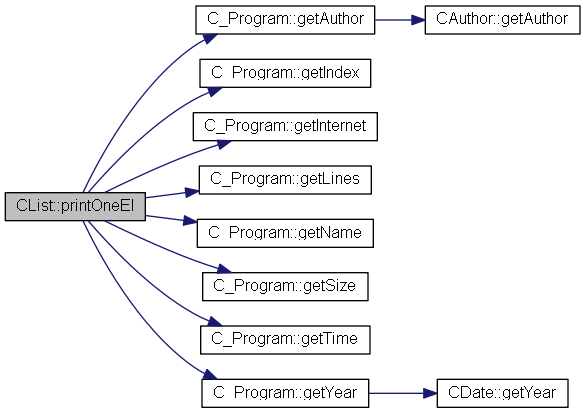 C_Program::getAuthor
CAuthor::getAuthor
C_Program::getIndex
C_Program::getInternet
C_Program::getLines
CList::printOneEl
C_Program::getName
C_Program::getSize
C_Program::getTime
C_Program::getYear
CDate::getYear